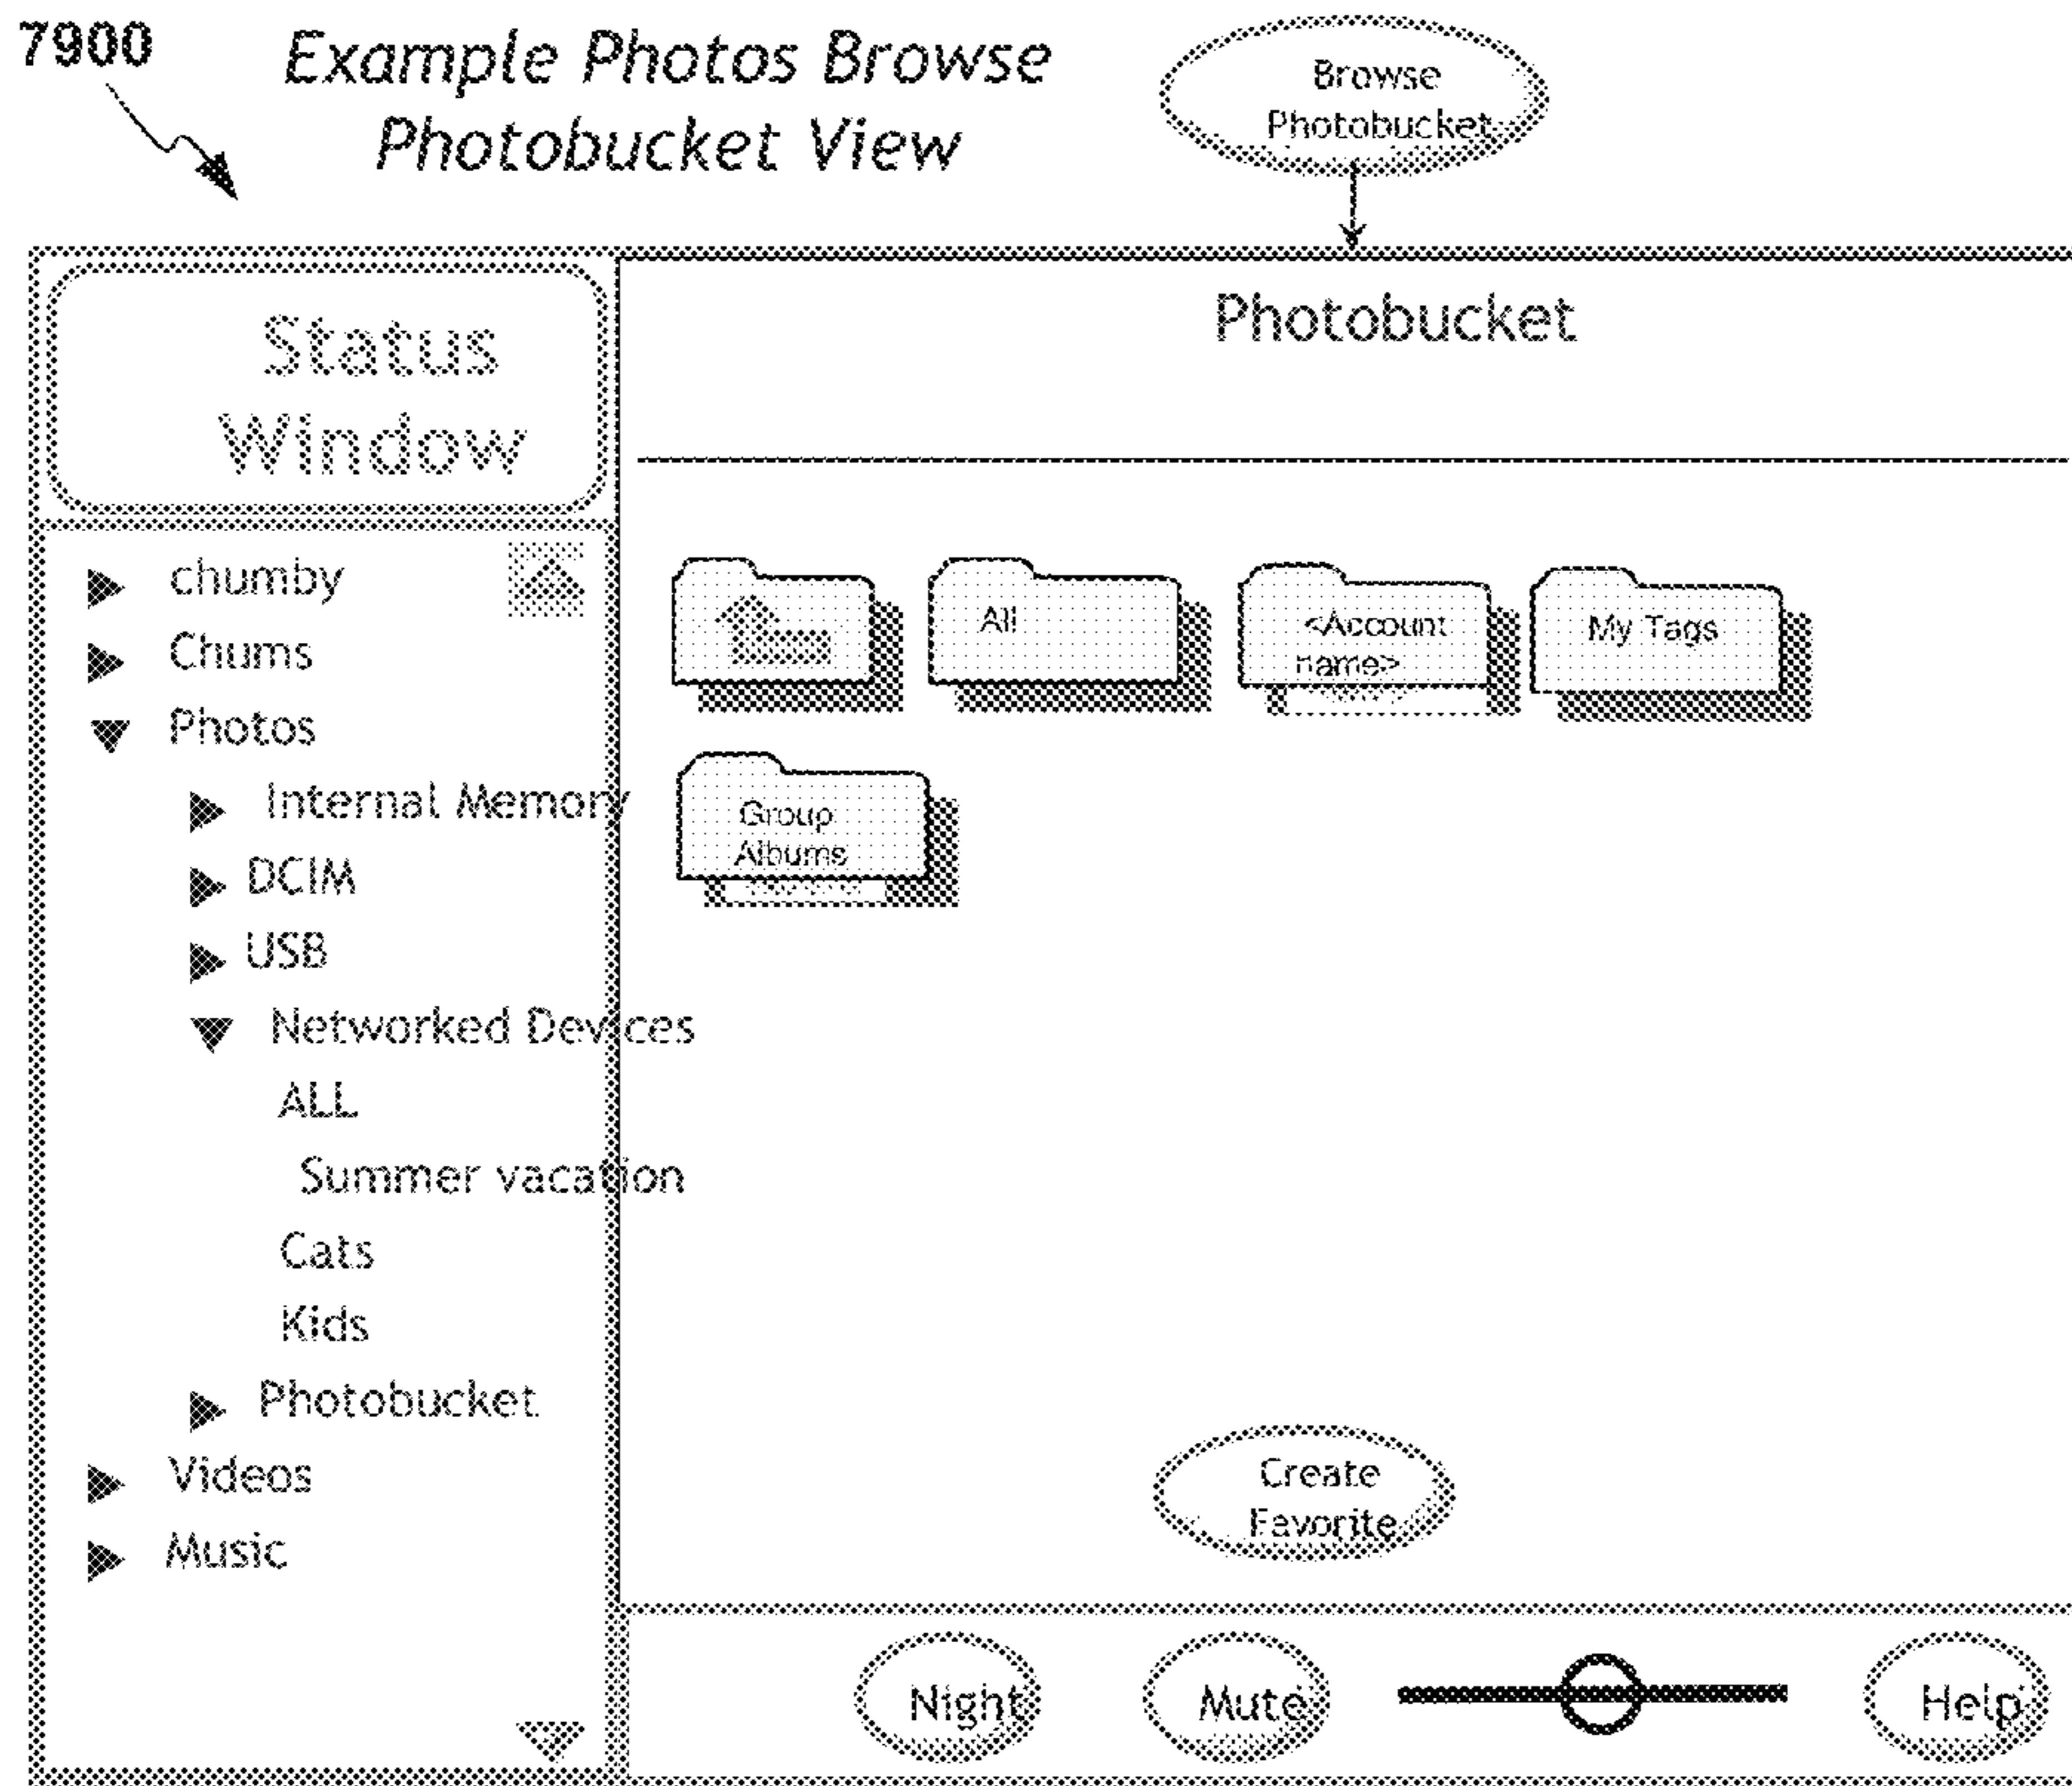 7900
Example Photos Browse
Photobucket View
Browse
Photobucket
Status
Window
Photobucket
chumby
Chums
Photos
Internal Memory
DCIM
USB
Networked Devices
ALL
Summer vacation
Cats
Kids
Photobucket
Videos
Music
All
<Account
name>
My Tags
Group
Albums
Create
Favorite
Night
Mute
Help